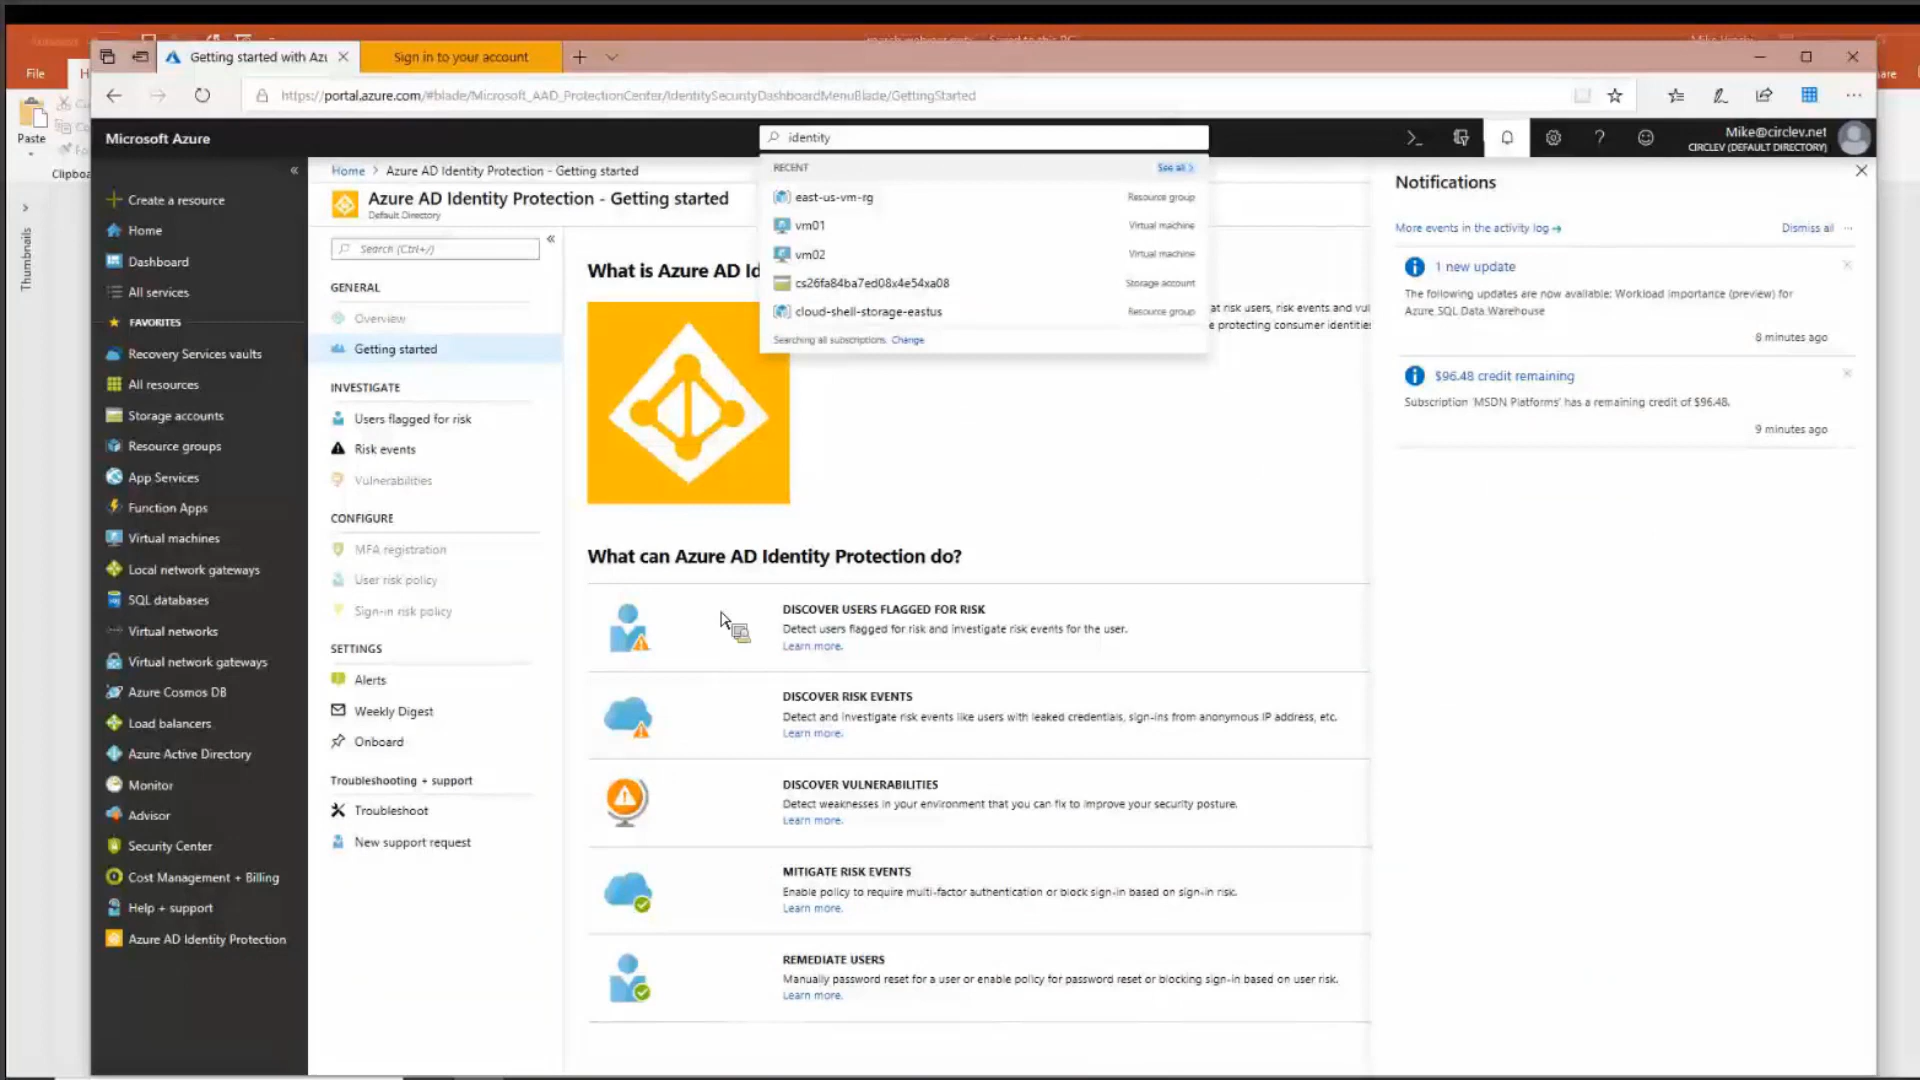 File
Paste
Clipboa
Thumbnails
Getting started with Azu
Sign in to your account
https://portal.azure.com/#blade/Microsoft_AAD_ProtectionCenter/IdentitySecurityDashboardMenuBlade/GettingStarted
Microsoft Azure
identity
Mike@circlev.net
CIRCLEV (DEFAULT DIRECTORY)
Create a resource
Home
Dashboard
All services
FAVORITES
Recovery Services vaults
All resources
Storage accounts
Resource groups
App Services
Function Apps
Virtual machines
Local network gateways
SQL databases
Virtual networks
Virtual network gateways
Azure Cosmos DB
Load balancers
Azure Active Directory
Monitor
Advisor
Security Center
Cost Management + Billing
Help + support
Azure AD Identity Protection
Home > Azure AD Identity Protection - Getting started
Azure AD Identity Protection - Getting started
Default Directory
Search (Ctrl+/)
GENERAL
Overview
Getting started
INVESTIGATE
Users flagged for risk
Risk events
Vulnerabilities
CONFIGURE
MFA registration
User risk policy
Sign-in risk policy
SETTINGS
Alerts
Weekly Digest
Onboard
Troubleshooting + support
Troubleshoot
New support request
RECENT See all >
east-us-vm-rg Resource group
vm01 Virtual machine
vm02 Virtual machine
cs26fa84ba7ed08x4e54xa08 Storage account
cloud-shell-storage-eastus Resource group
Searching all subscriptions. Change
What is Azure AD Id
at risk users, risk events and vul
e protecting consumer identities
What can Azure AD Identity Protection do?
DISCOVER USERS FLAGGED FOR RISK
Detect users flagged for risk and investigate risk events for the user.
Learn more.
DISCOVER RISK EVENTS
Detect and investigate risk events like users with leaked credentials, sign-ins from anonymous IP address, etc.
Learn more.
DISCOVER VULNERABILITIES
Detect weaknesses in your environment that you can fix to improve your security posture.
Learn more.
MITIGATE RISK EVENTS
Enable policy to require multi-factor authentication or block sign-in based on sign-in risk.
Learn more.
REMEDIATE USERS
Manually password reset for a user or enable policy for password reset or blocking sign-in based on user risk.
Learn more.
Notifications
More events in the activity log → Dismiss all ...
1 new update
The following updates are now available: Workload Importance (preview) for
Azure SQL Data Warehouse
8 minutes ago
$96.48 credit remaining
Subscription 'MSDN Platforms' has a remaining credit of $96.48.
9 minutes ago